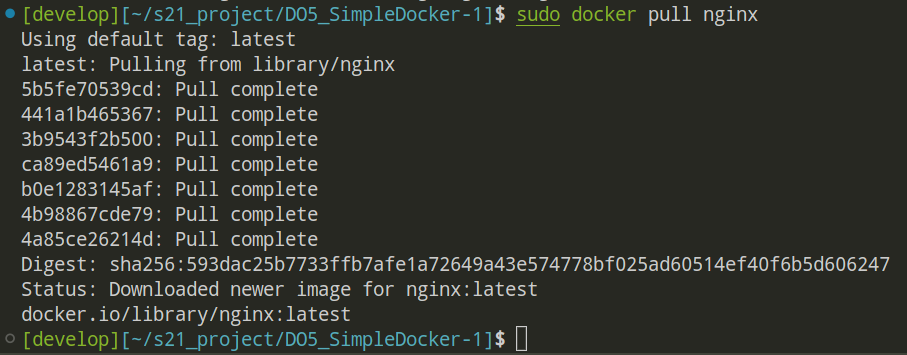 [develop][~/s21_project/DO5_SimpleDocker-1]$ sudo docker pull nginx
Using default tag: latest
latest: Pulling from library/nginx
5b5fe70539cd: Pull complete
441a1b465367: Pull complete
3b9543f2b500: Pull complete
ca89ed5461a9: Pull complete
b0e1283145af: Pull complete
4b98867cde79: Pull complete
4a85ce26214d: Pull complete
Digest: sha256:593dac25b7733ffb7afe1a72649a43e574778bf025ad60514ef40f6b5d606247
Status: Downloaded newer image for nginx:latest
docker.io/library/nginx:latest
[develop][~/s21_project/DO5_SimpleDocker-1]$